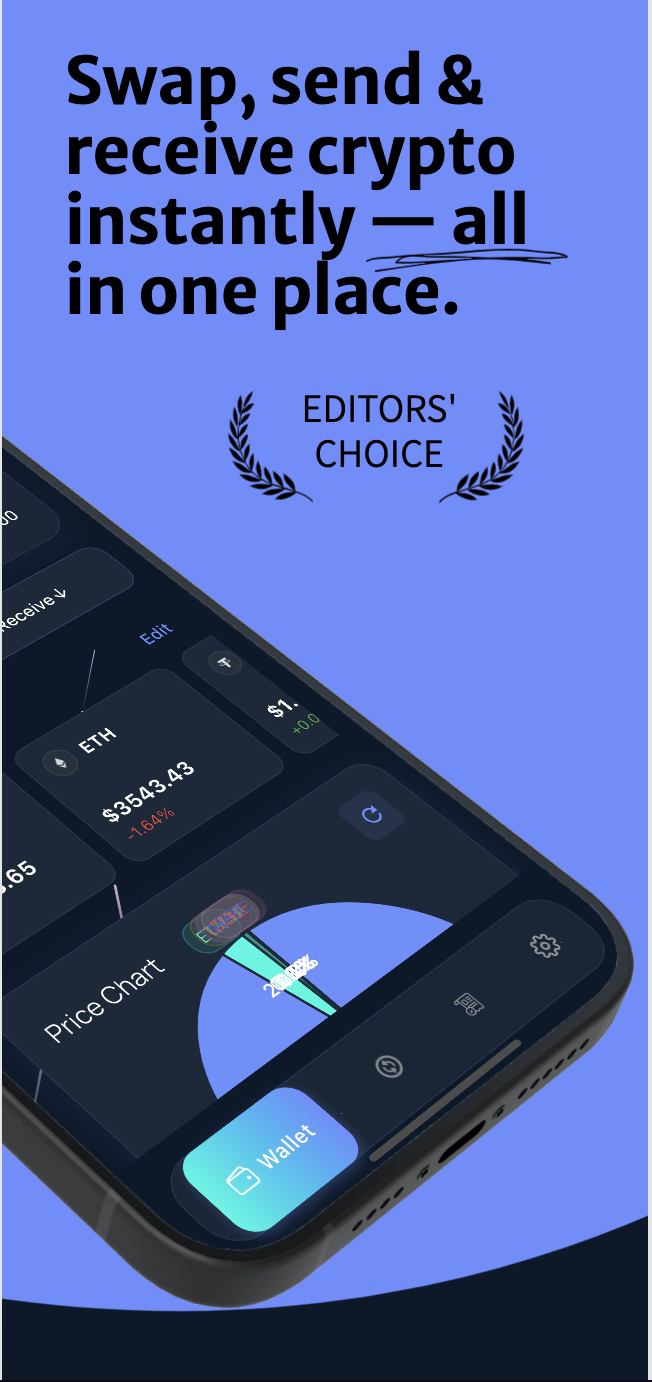 Swap, send &
receive crypto
instantly — all
in one place.
EDITORS'
CHOICE
00
Receive ↓
Edit
ETH
$3543.43
-1.64%
$1.
+0.0
.65
Price Chart
Wallet